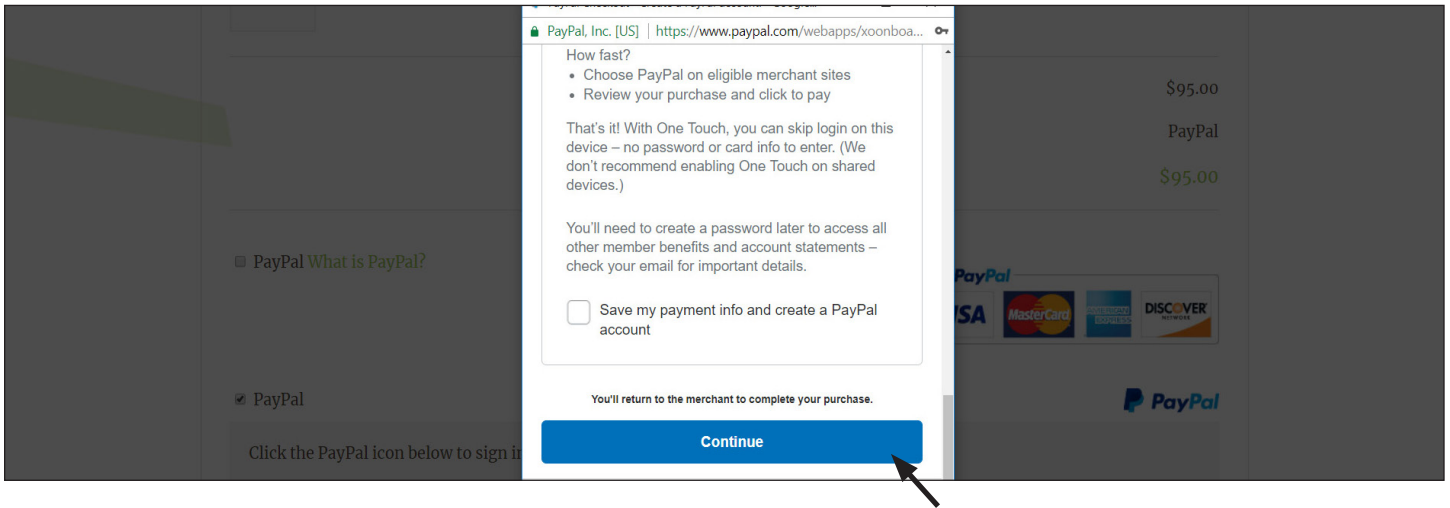 PayPal, Inc. [US] | https://www.paypal.com/webapps/xoonboa...
How fast?
• Choose PayPal on eligible merchant sites
• Review your purchase and click to pay
That's it! With One Touch, you can skip login on this
device – no password or card info to enter. (We
don't recommend enabling One Touch on shared
devices.)
You'll need to create a password later to access all
other member benefits and account statements –
check your email for important details.
Save my payment info and create a PayPal
account
You'll return to the merchant to complete your purchase.
Continue
$95.00
PayPal
$95.00
PayPal What is PayPal?
PayPal
VISA
MasterCard
AMERICAN
EXPRESS
DISCOVER
NETWORK
PayPal
PayPal
Click the PayPal icon below to sign in